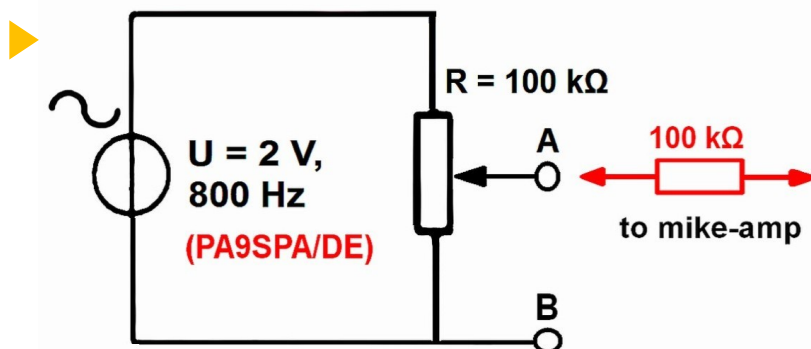 R = 100 kΩ
U = 2 V,
800 Hz
(PA9SPA/DE)
A
100 kΩ
to mike-amp
B